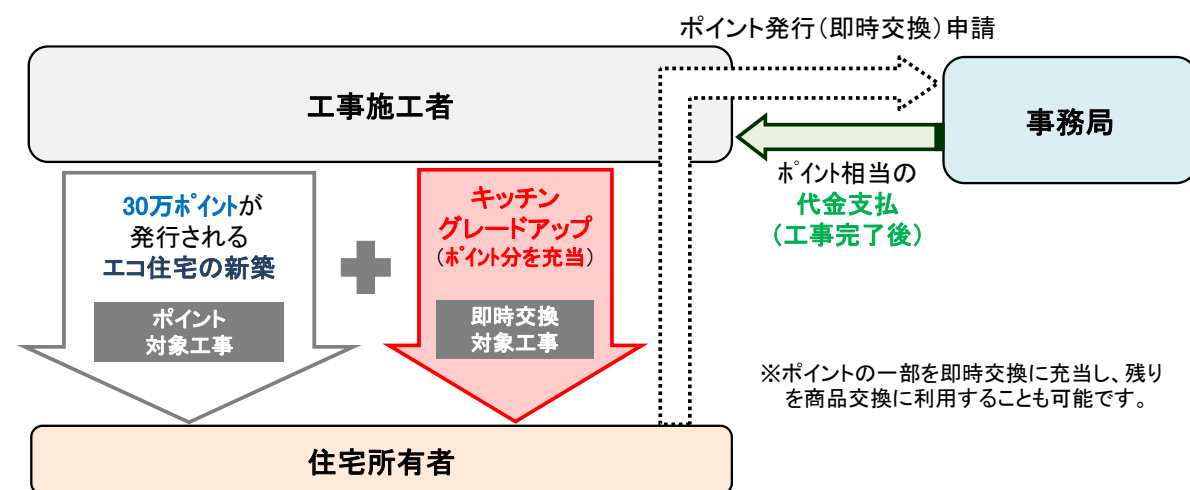 ポイント発行(即時交換)申請
工事施工者
事務局
ポイント相当の
代金支払
(工事完了後)
30万ポイントが
発行される
エコ住宅の新築
ポイント
対象工事
キッチン
グレードアップ
(ポイント分を充当)
即時交換
対象工事
※ポイントの一部を即時交換に充当し、残り
を商品交換に利用することも可能です。
住宅所有者